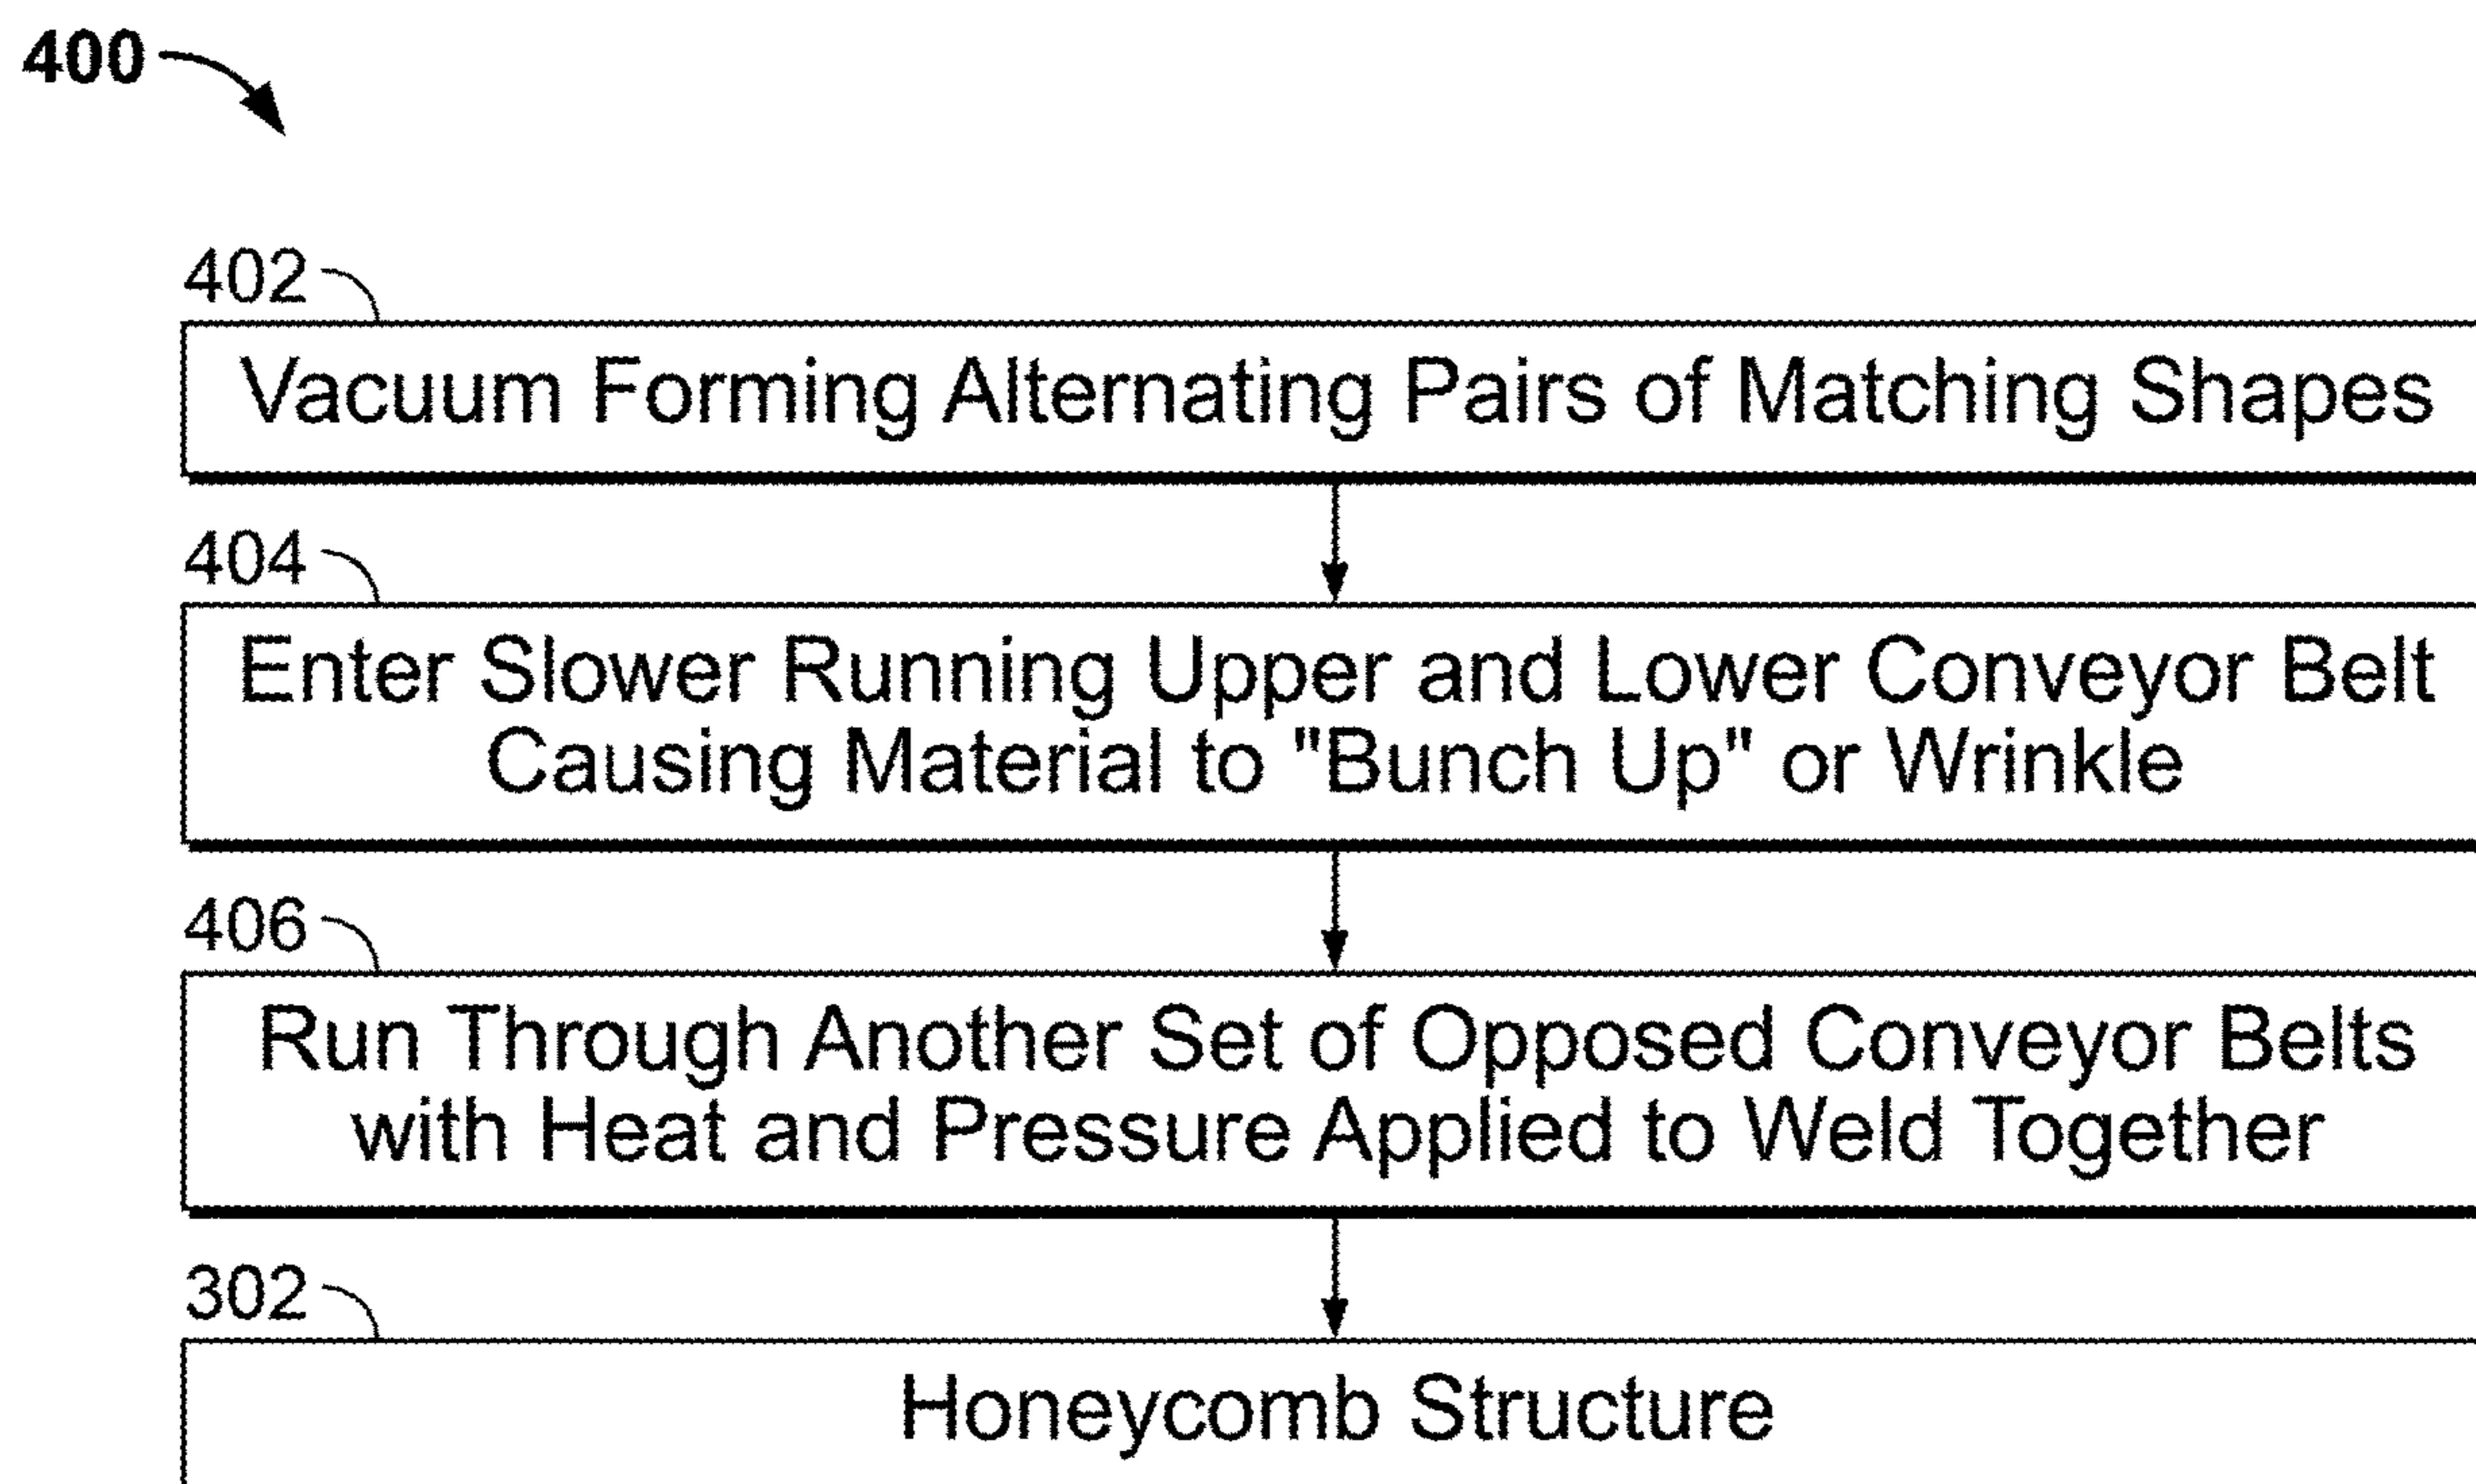 400
402
Vacuum Forming Alternating Pairs of Matching Shapes
404
Enter Slower Running Upper and Lower Conveyor Belt
Causing Material to "Bunch Up" or Wrinkle
406
Run Through Another Set of Opposed Conveyor Belts
with Heat and Pressure Applied to Weld Together
302
Honeycomb Structure